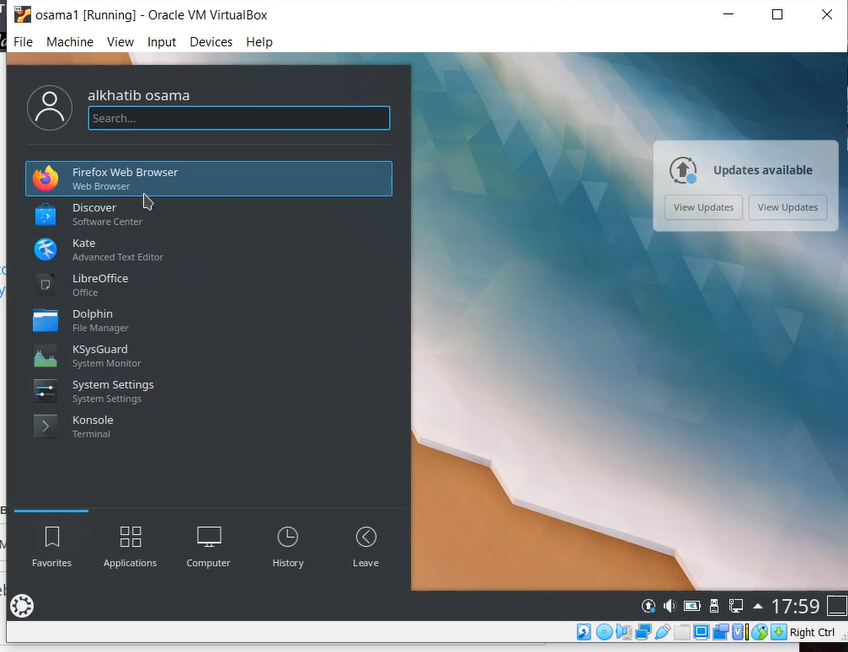 osama1 [Running] - Oracle VM VirtualBox
File Machine View Input Devices Help
alkhatib osama
Search...
Firefox Web Browser
Web Browser
Discover
Software Center
Kate
Advanced Text Editor
LibreOffice
Office
Dolphin
File Manager
KSysGuard
System Monitor
System Settings
System Settings
Konsole
Terminal
Favorites Applications Computer History Leave
Updates available
View Updates View Updates
17:59
Right Ctrl